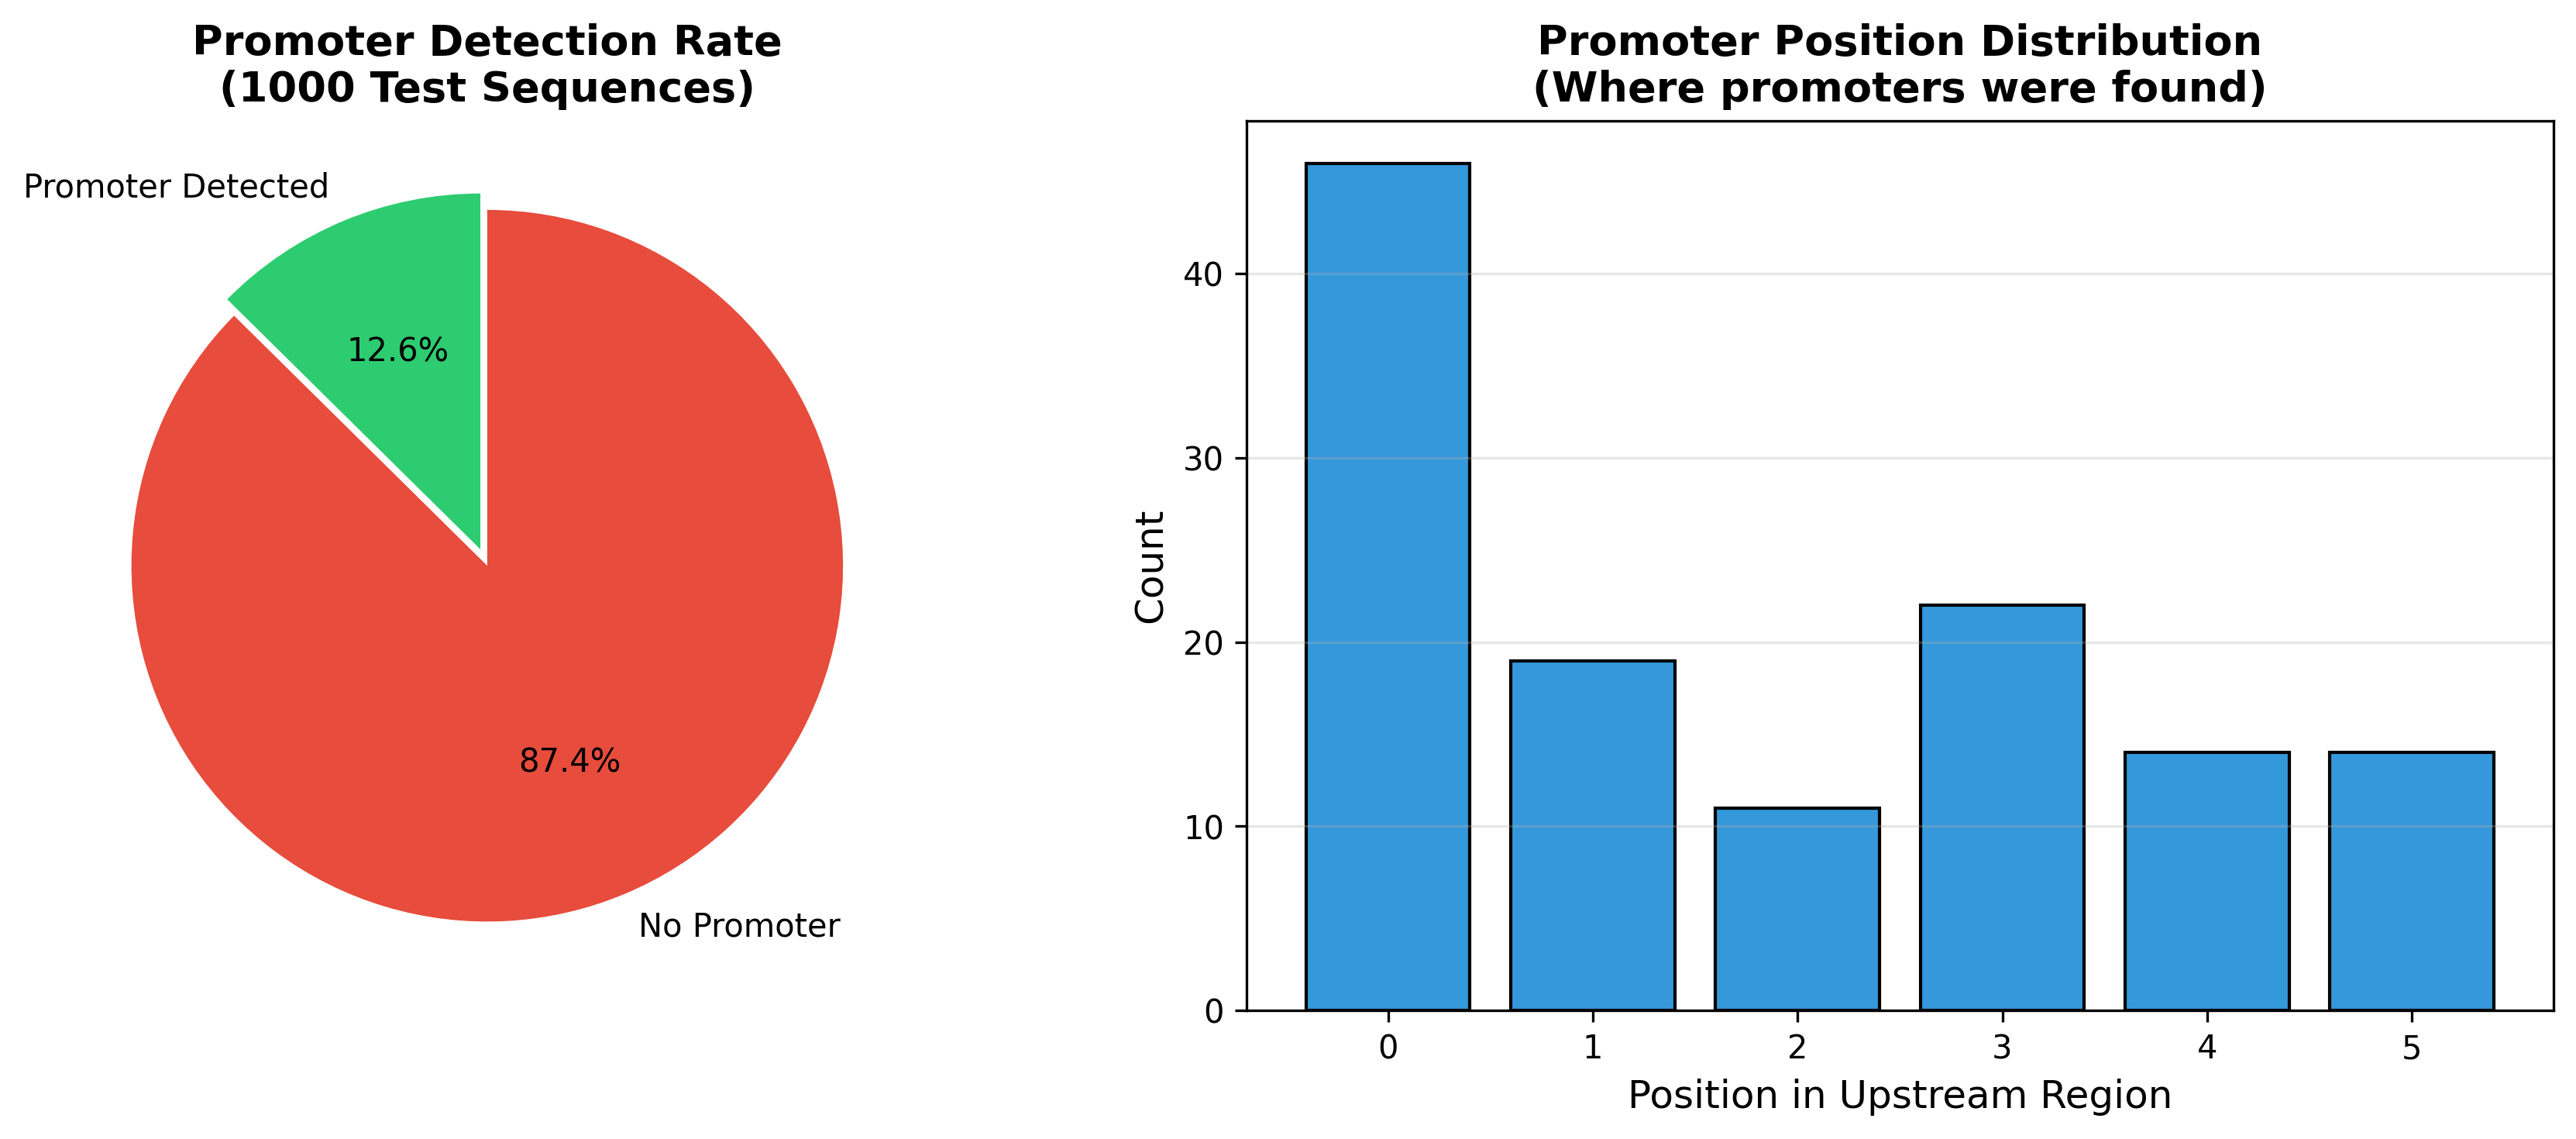 Promoter Detection Rate
(1000 Test Sequences)
Promoter Detected
12.6%
87.4%
No Promoter
Promoter Position Distribution
(Where promoters were found)
Count
40
30
20
10
0
0 1 2 3 4 5
Position in Upstream Region